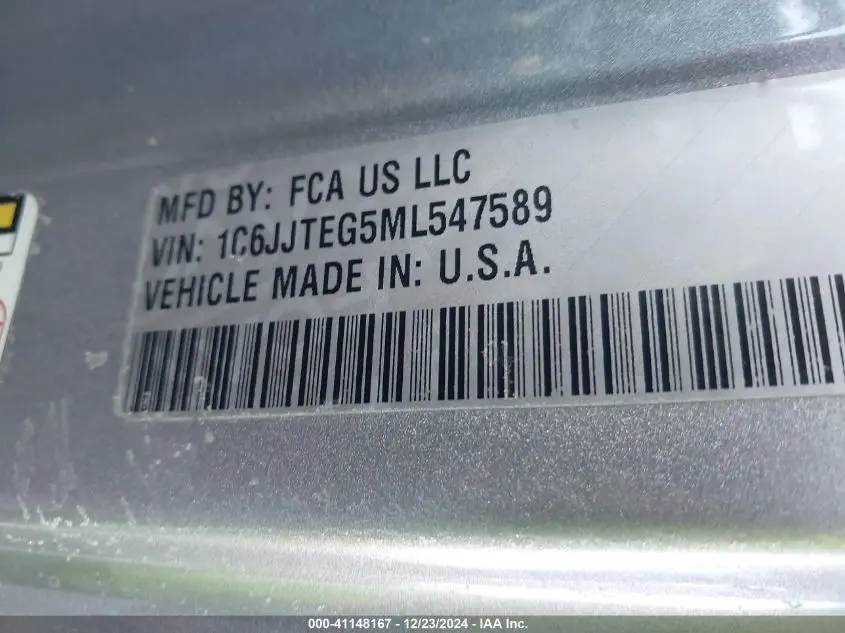 MFD BY: FCA US LLC
VIN: 1C6JJTEG5ML547589
VEHICLE MADE IN: U.S.A.
000-41148167 - 12/23/2024 - IAA Inc.